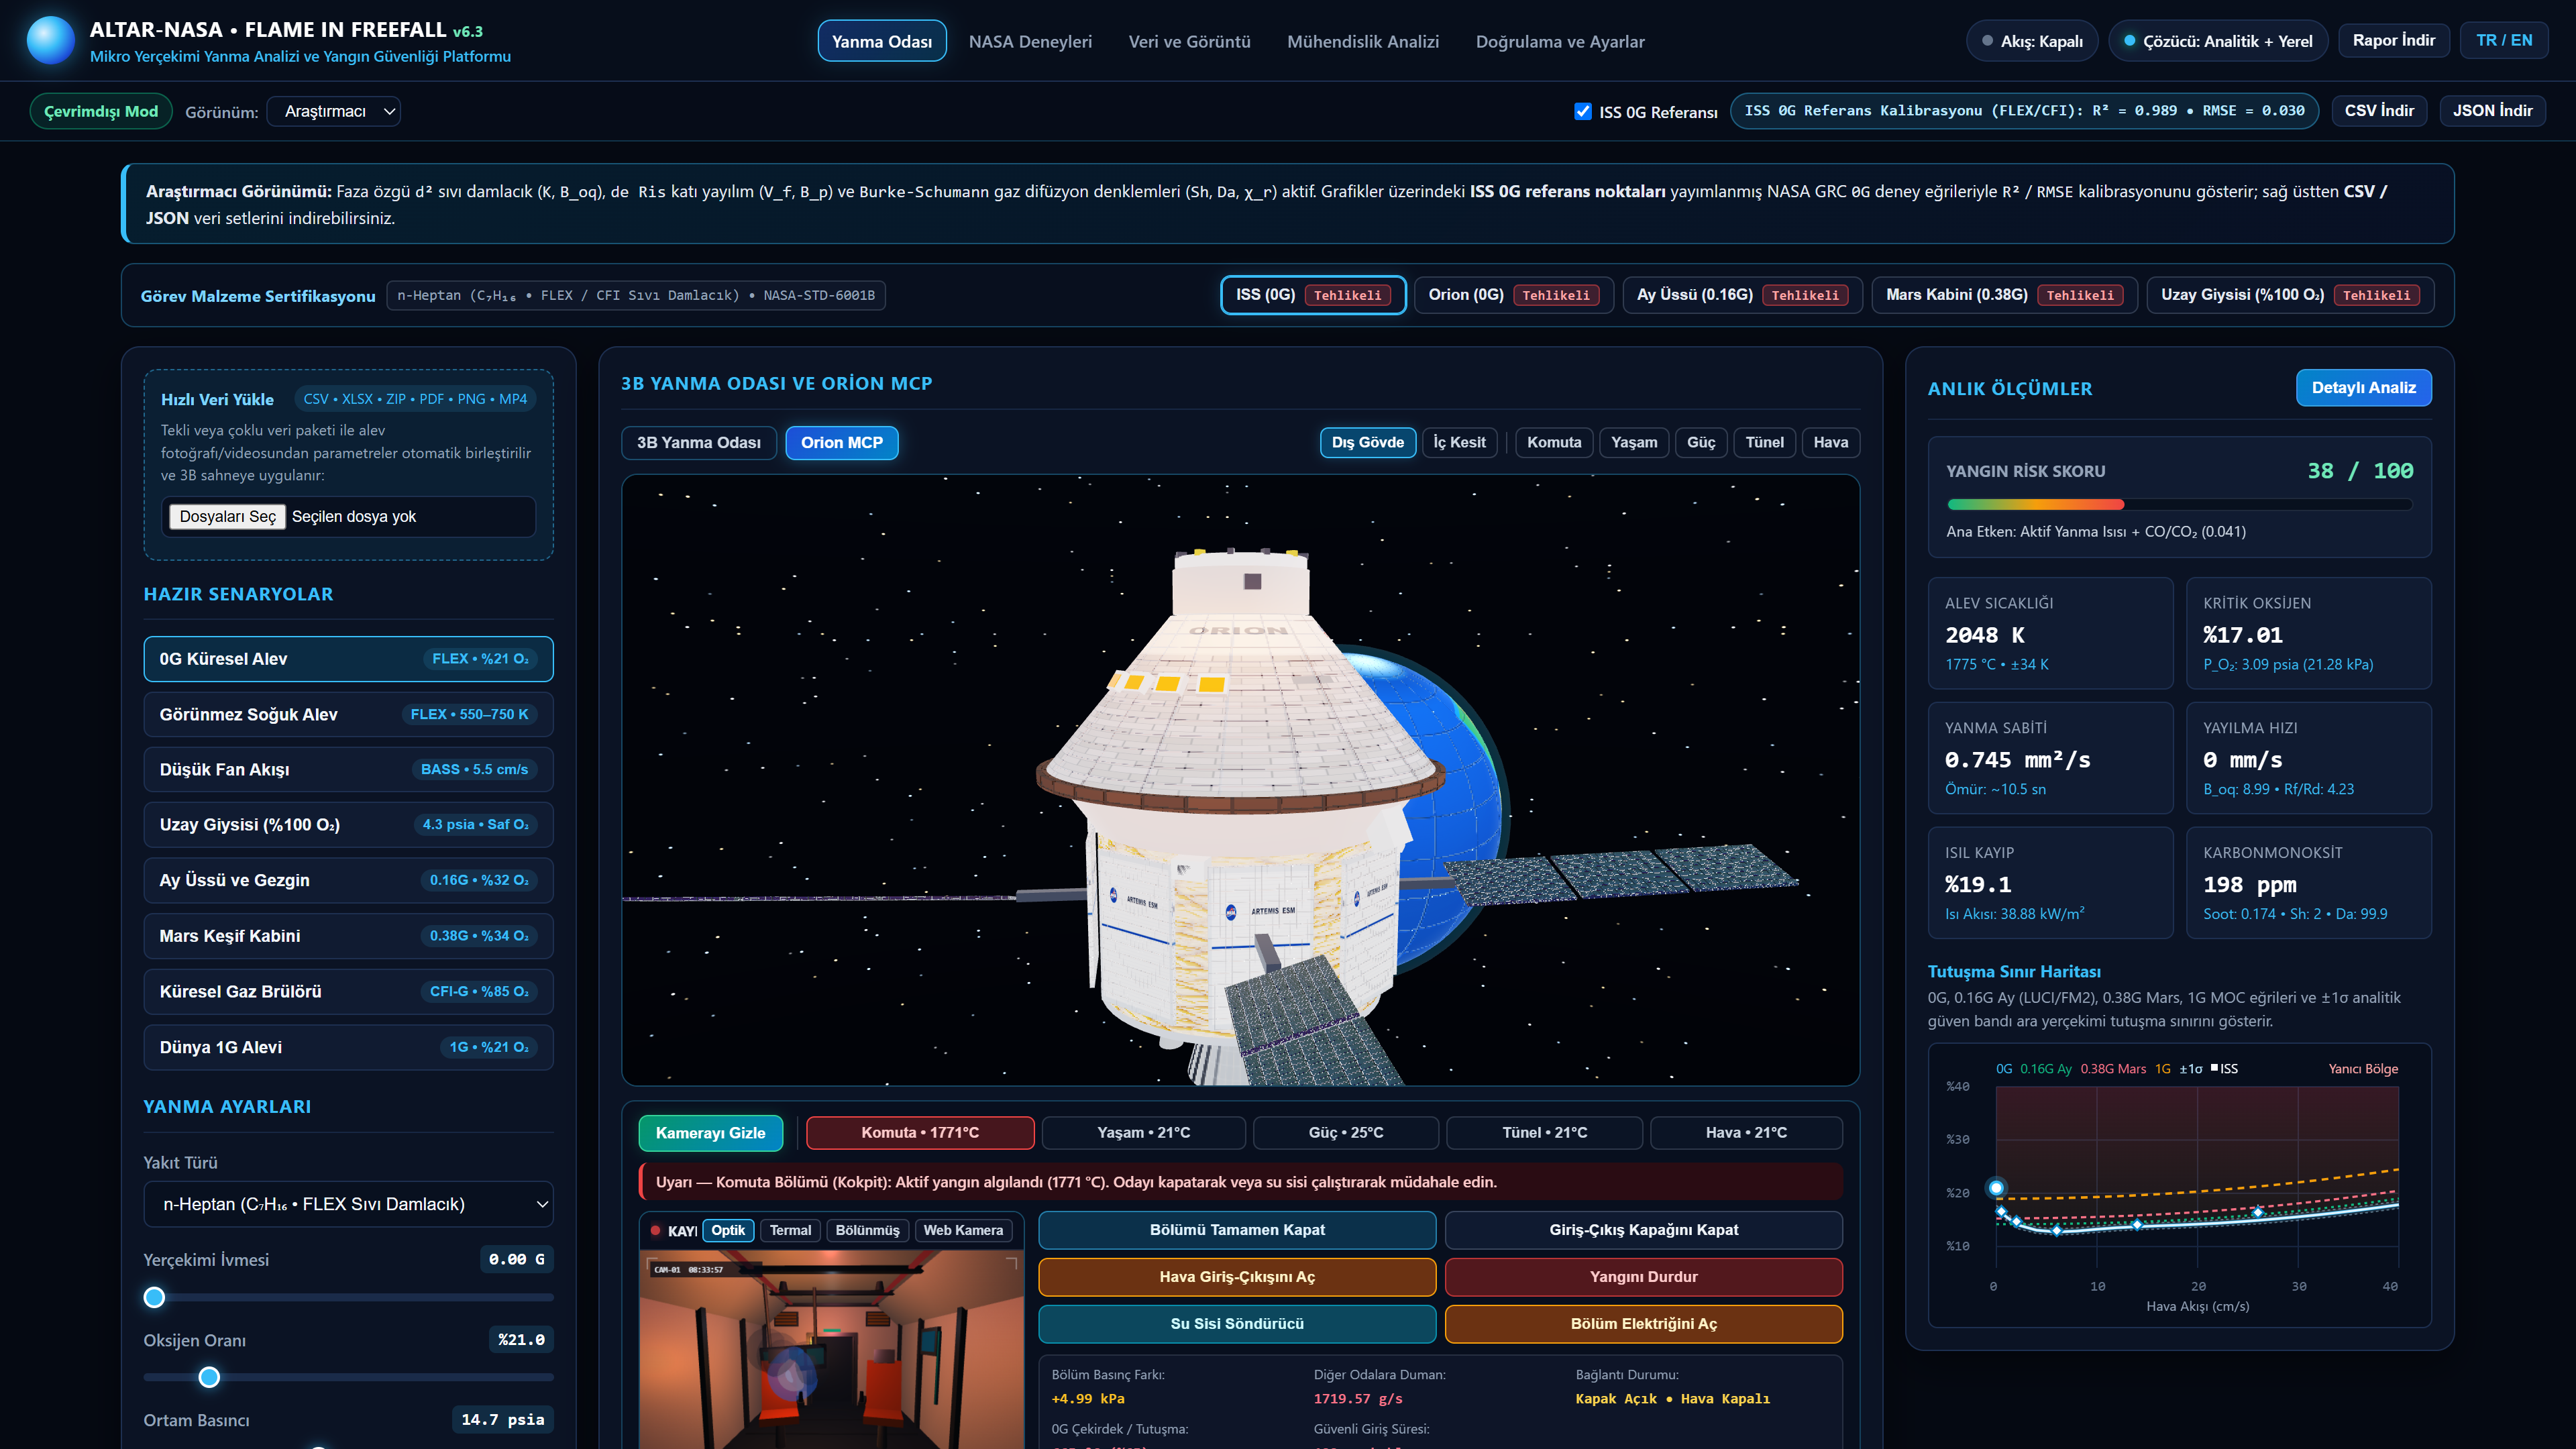 ALTAR-NASA • FLAME IN FREEFALL v6.3
Mikro Yerçekimi Yanma Analizi ve Yangın Güvenliği Platformu
Yanma Odası
NASA Deneyleri
Veri ve Görüntü
Mühendislik Analizi
Doğrulama ve Ayarlar
Akış: Kapalı
Çözücü: Analitik + Yerel
Rapor İndir
TR / EN
Çevrimdışı Mod
Görünüm:
Araştırmacı
ISS 0G Referansı
ISS 0G Referans Kalibrasyonu (FLEX/CFI): R² = 0.989 • RMSE = 0.030
CSV İndir
JSON İndir
Araştırmacı Görünümü: Faza özgü d² sıvı damlacık (K, B_oq), de Ris katı yayılım (V_f, B_p) ve Burke-Schumann gaz difüzyon denklemleri (Sh, Da, χ_r) aktif. Grafikler üzerindeki ISS 0G referans noktaları yayımlanmış NASA GRC 0G deney eğrileriyle R² / RMSE kalibrasyonunu gösterir; sağ üstten CSV /
JSON veri setlerini indirebilirsiniz.
Görev Malzeme Sertifikasyonu
n-Heptan (C₇H₁₆ • FLEX / CFI Sıvı Damlacık) • NASA-STD-6001B
ISS (0G) Tehlikeli
Orion (0G) Tehlikeli
Ay Üssü (0.16G) Tehlikeli
Mars Kabini (0.38G) Tehlikeli
Uzay Giysisi (%100 O₂) Tehlikeli
Hızlı Veri Yükle
CSV • XLSX • ZIP • PDF • PNG • MP4
Tekli veya çoklu veri paketi ile alev
fotoğrafı/videosundan parametreler otomatik birleştirilir
ve 3B sahneye uygulanır:
Dosyaları Seç Seçilen dosya yok
HAZIR SENARYOLAR
0G Küresel Alev
FLEX • %21 O₂
Görünmez Soğuk Alev
FLEX • 550–750 K
Düşük Fan Akışı
BASS • 5.5 cm/s
Uzay Giysisi (%100 O₂)
4.3 psia • Saf O₂
Ay Üssü ve Gezgin
0.16G • %32 O₂
Mars Keşif Kabini
0.38G • %34 O₂
Küresel Gaz Brülörü
CFI-G • %85 O₂
Dünya 1G Alevi
1G • %21 O₂
YANMA AYARLARI
Yakıt Türü
n-Heptan (C₇H₁₆ • FLEX Sıvı Damlacık)
Yerçekimi İvmesi
0.00 G
Oksijen Oranı
%21.0
Ortam Basıncı
14.7 psia
3B YANMA ODASI VE ORİON MCP
3B Yanma Odası
Orion MCP
Dış Gövde
İç Kesit
Komuta
Yaşam
Güç
Tünel
Hava
ORION
ARTEMIS ESM
ARTEMIS ESM
ARTEMIS ESM
Kamerayı Gizle
Komuta • 1771°C
Yaşam • 21°C
Güç • 25°C
Tünel • 21°C
Hava • 21°C
Uyarı — Komuta Bölümü (Kokpit): Aktif yangın algılandı (1771 °C). Odayı kapatarak veya su sisi çalıştırarak müdahale edin.
KAYI
Optik
Termal
Bölünmüş
Web Kamera
CAM-01 08:33:57
Bölümü Tamamen Kapat
Giriş-Çıkış Kapağını Kapat
Hava Giriş-Çıkışını Aç
Yangını Durdur
Su Sisi Söndürücü
Bölüm Elektriğini Aç
Bölüm Basınç Farkı:
+4.99 kPa
Diğer Odalara Duman:
1719.57 g/s
Bağlantı Durumu:
Kapak Açık • Hava Kapalı
0G Çekirdek / Tutuşma:
Güvenli Giriş Süresi:
ANLIK ÖLÇÜMLER
Detaylı Analiz
YANGIN RİSK SKORU
38 / 100
Ana Etken: Aktif Yanma Isısı + CO/CO₂ (0.041)
ALEV SICAKLIĞI
2048 K
1775 °C • ±34 K
KRİTİK OKSİJEN
%17.01
P_O₂: 3.09 psia (21.28 kPa)
YANMA SABİTİ
0.745 mm²/s
Ömür: ~10.5 sn
YAYILMA HIZI
0 mm/s
B_oq: 8.99 • Rf/Rd: 4.23
ISIL KAYIP
%19.1
Isı Akısı: 38.88 kW/m²
KARBONMONOKSİT
198 ppm
Soot: 0.174 • Sh: 2 • Da: 99.9
Tutuşma Sınır Haritası
0G, 0.16G Ay (LUCI/FM2), 0.38G Mars, 1G MOC eğrileri ve ±1σ analitik
güven bandı ara yerçekimi tutuşma sınırını gösterir.
0G 0.16G Ay 0.38G Mars 1G ±1σ ISS
Yanıcı Bölge
%40
%30
%20
%10
0
10
20
30
40
Hava Akışı (cm/s)